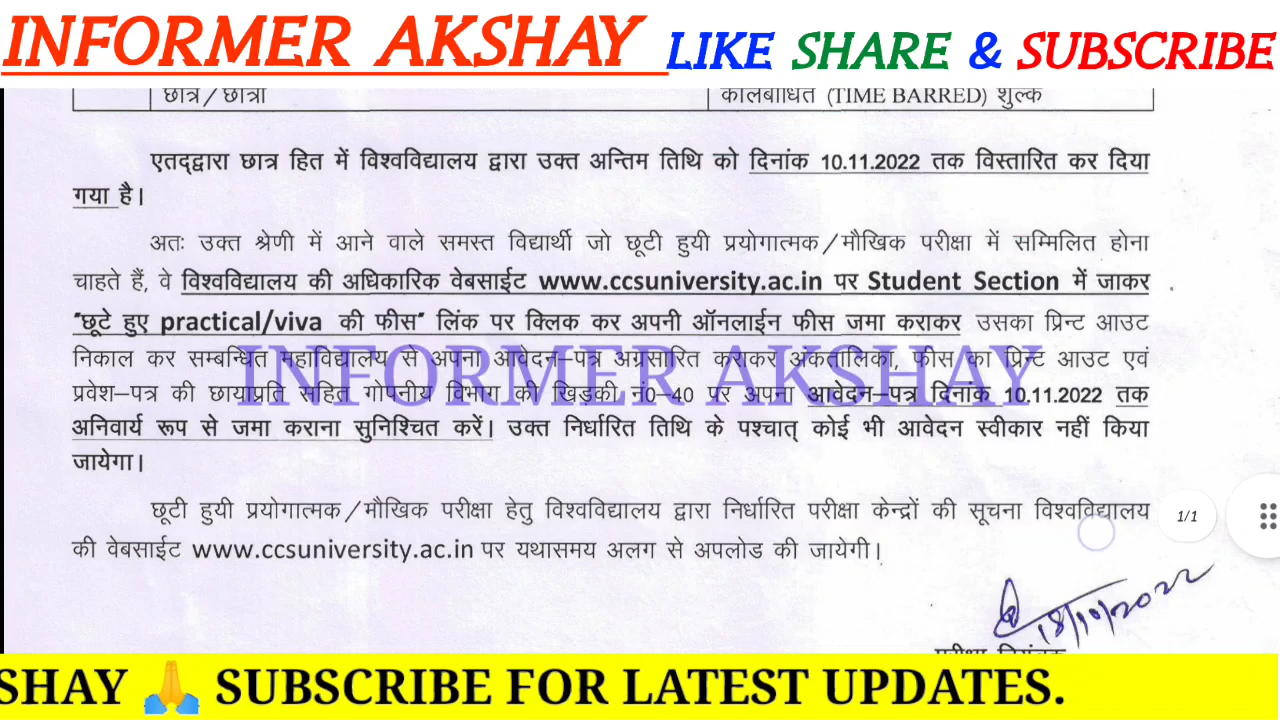 INFORMER AKSHAY LIKE SHARE & SUBSCRIBE
छात्र/छात्रा कालबाधित (TIME BARRED) शुल्क
एतद्द्वारा छात्र हित में विश्वविद्यालय द्वारा उक्त अन्तिम तिथि को दिनांक 10.11.2022 तक विस्तारित कर दिया
गया है।
अतः उक्त श्रेणी में आने वाले समस्त विद्यार्थी जो छूटी हुयी प्रयोगात्मक/मौखिक परीक्षा में सम्मिलित होना
चाहते हैं, वे विश्वविद्यालय की अधिकारिक वेबसाईट www.ccsuniversity.ac.in पर Student Section में जाकर
"छूटे हुए practical/viva की फीस" लिंक पर क्लिक कर अपनी ऑनलाईन फीस जमा कराकर उसका प्रिन्ट आउट
निकाल कर सम्बन्धित महाविद्यालय से अपना आवेदन–पत्र अग्रसारित कराकर अंकतालिका, फीस का प्रिन्ट आउट एवं
INFORMER AKSHAY
प्रवेश–पत्र की छायाप्रति सहित गोपनीय विभाग की खिड़की नं0–40 पर अपना आवेदन–पत्र दिनांक 10.11.2022 तक
अनिवार्य रूप से जमा कराना सुनिश्चित करें। उक्त निर्धारित तिथि के पश्चात् कोई भी आवेदन स्वीकार नहीं किया
जायेगा।
छूटी हुयी प्रयोगात्मक/मौखिक परीक्षा हेतु विश्वविद्यालय द्वारा निर्धारित परीक्षा केन्द्रों की सूचना विश्वविद्यालय
1/1
की वेबसाईट www.ccsuniversity.ac.in पर यथासमय अलग से अपलोड की जायेगी।
18/10/2022
SHAY 🙏 SUBSCRIBE FOR LATEST UPDATES.